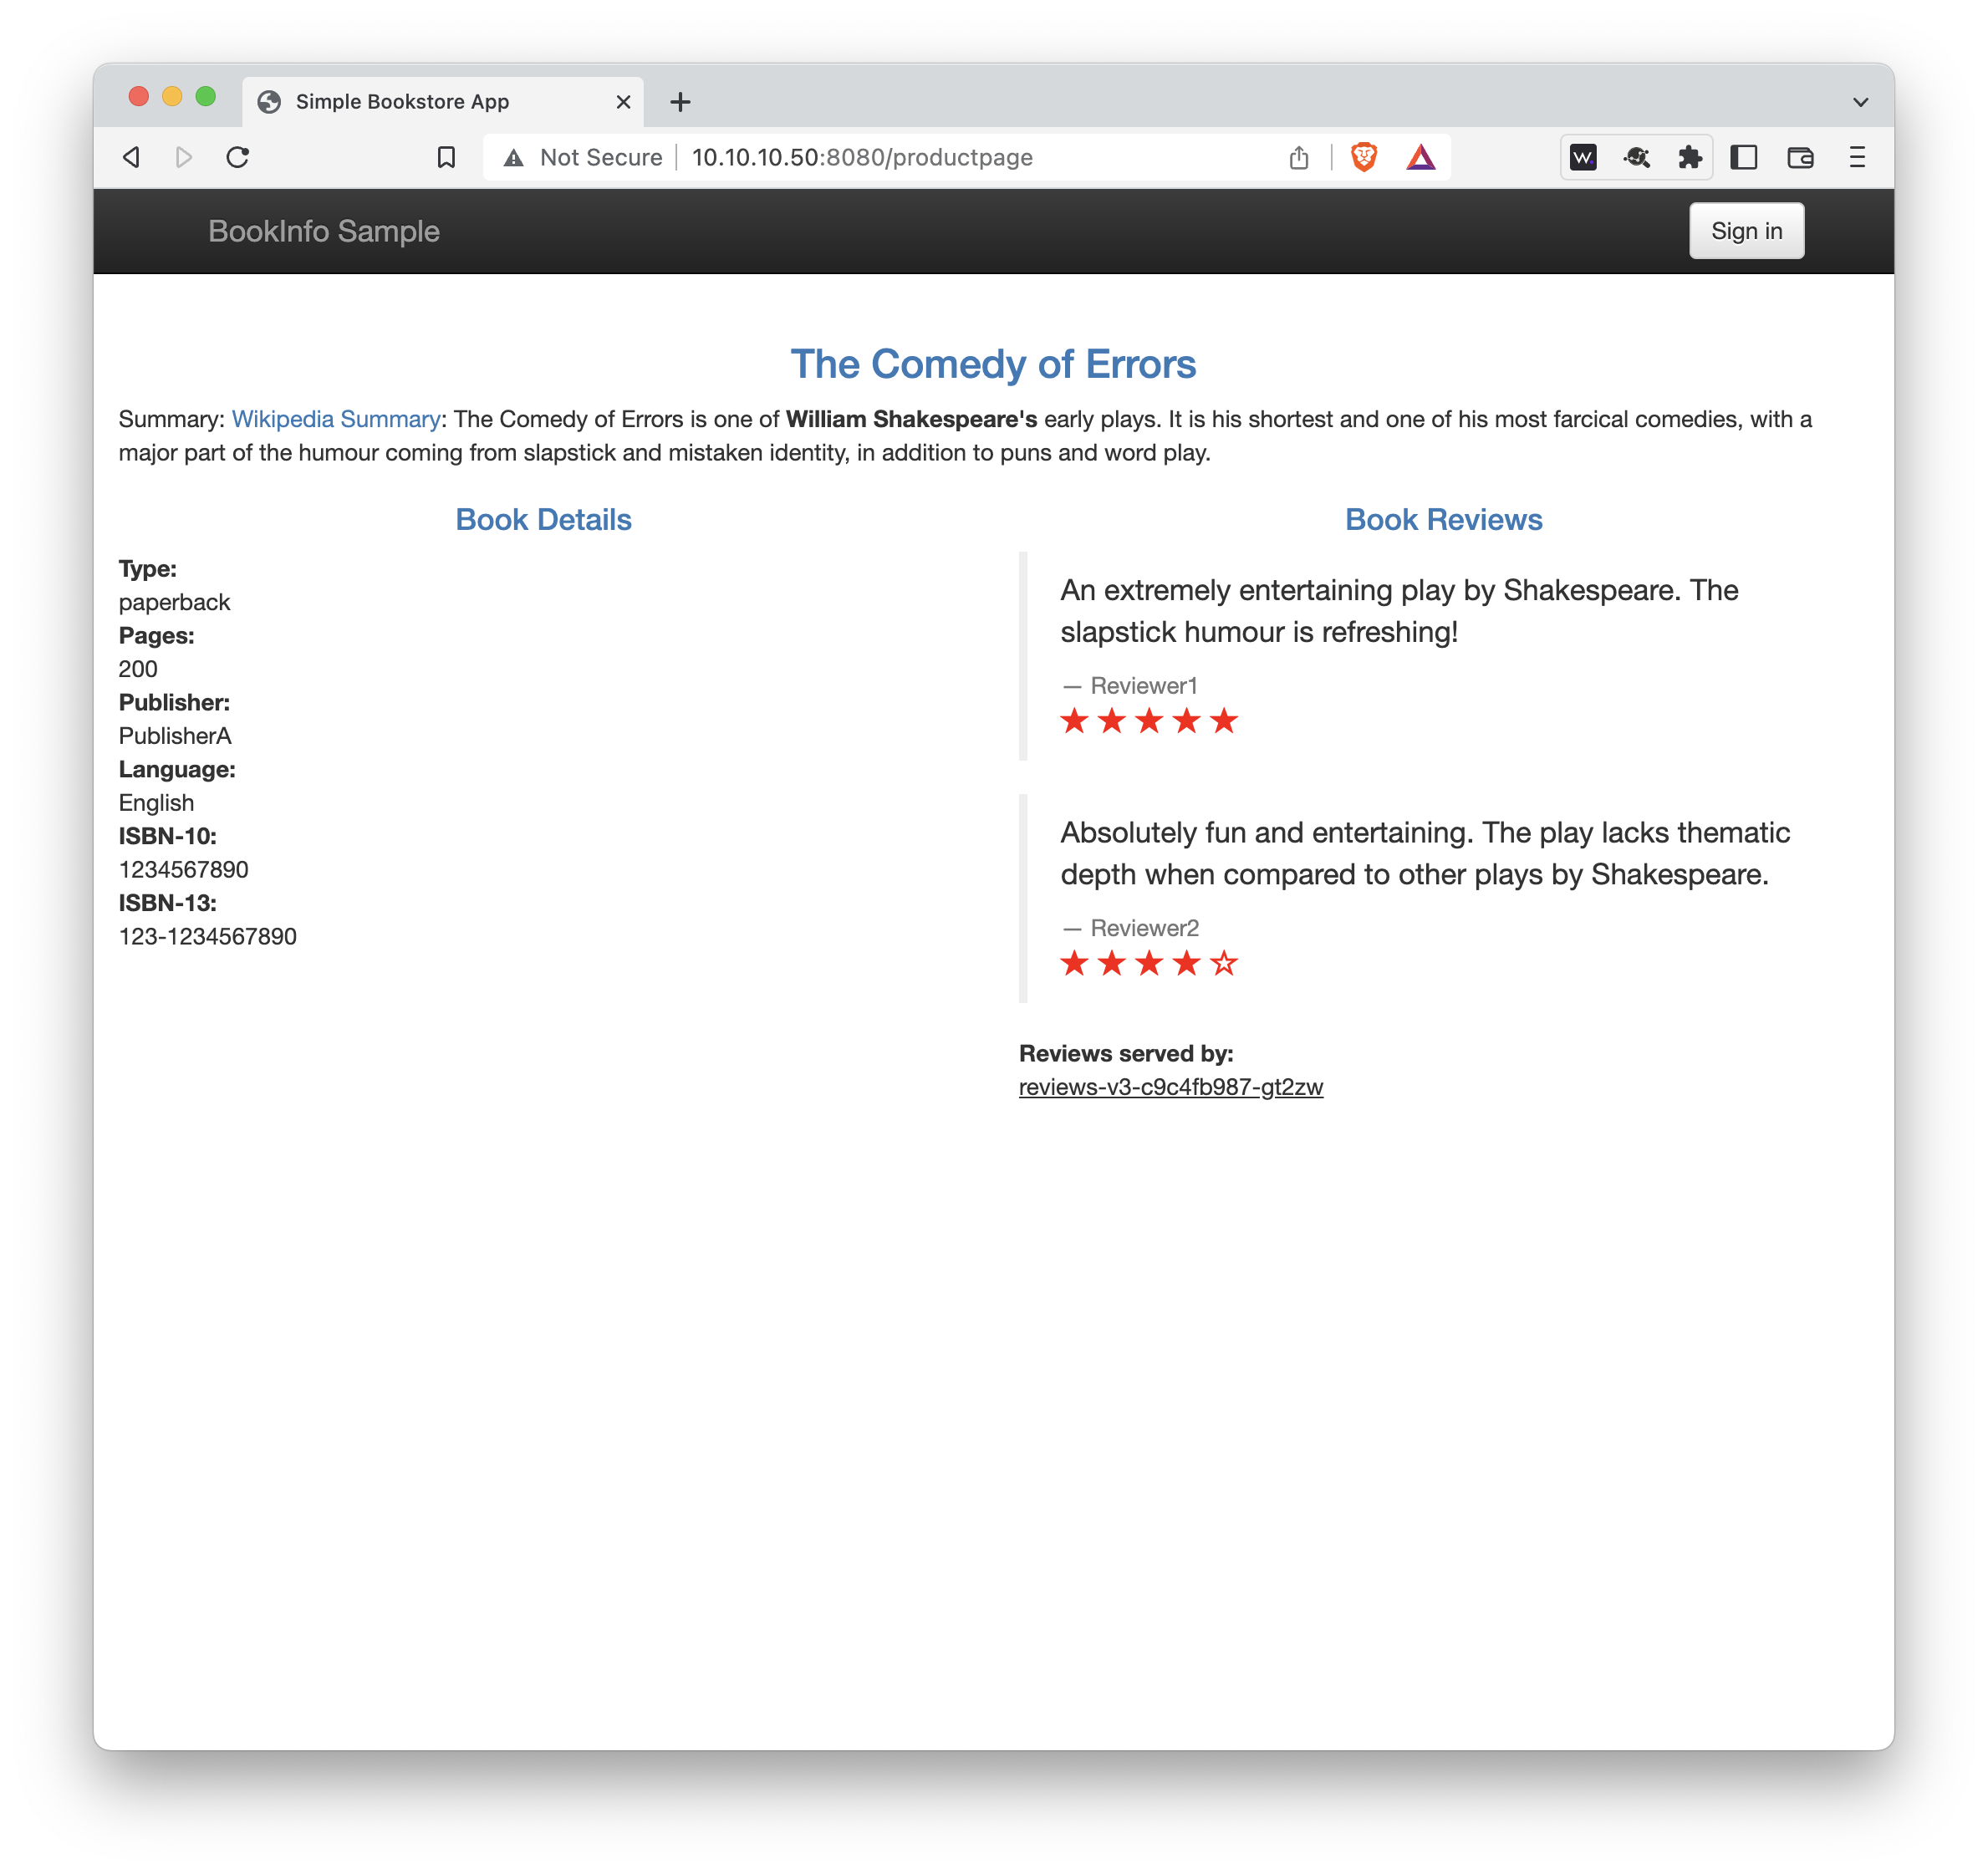 Simple Bookstore App
Not Secure 10.10.10.50:8080/productpage
W.
BookInfo Sample
Sign in
The Comedy of Errors
Summary: Wikipedia Summary: The Comedy of Errors is one of William Shakespeare's early plays. It is his shortest and one of his most farcical comedies, with a
major part of the humour coming from slapstick and mistaken identity, in addition to puns and word play.
Book Details
Type:
paperback
Pages:
200
Publisher:
PublisherA
Language:
English
ISBN-10:
1234567890
ISBN-13:
123-1234567890
Book Reviews
An extremely entertaining play by Shakespeare. The
slapstick humour is refreshing!
— Reviewer1
Absolutely fun and entertaining. The play lacks thematic
depth when compared to other plays by Shakespeare.
— Reviewer2
Reviews served by:
reviews-v3-c9c4fb987-gt2zw